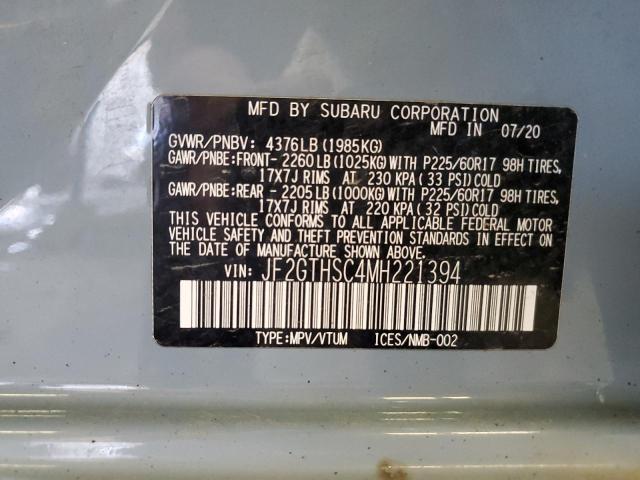 MFD BY SUBARU CORPORATION
MFD IN 07/20
GVWR/PNBV: 4376LB(1985KG)
GAWR/PNBE:FRONT- 2260LB(1025KG)WITH P225/60R17 98H TIRES,
17X7J RIMS AT 230 KPA(33 PSI)COLD
GAWR/PNBE:REAR - 2205LB(1000KG)WITH P225/60R17 98H TIRES,
17X7J RIMS AT 220 KPA(32 PSI)COLD
THIS VEHICLE CONFORMS TO ALL APPLICABLE FEDERAL MOTOR
VEHICLE SAFETY AND THEFT PREVENTION STANDARDS IN EFFECT
ON THE DATE OF MANUFACTURE SHOWN ABOVE.
VIN: JF2GTHSC4MH221394
TYPE:MPV/VTUM ICES/NMB-002